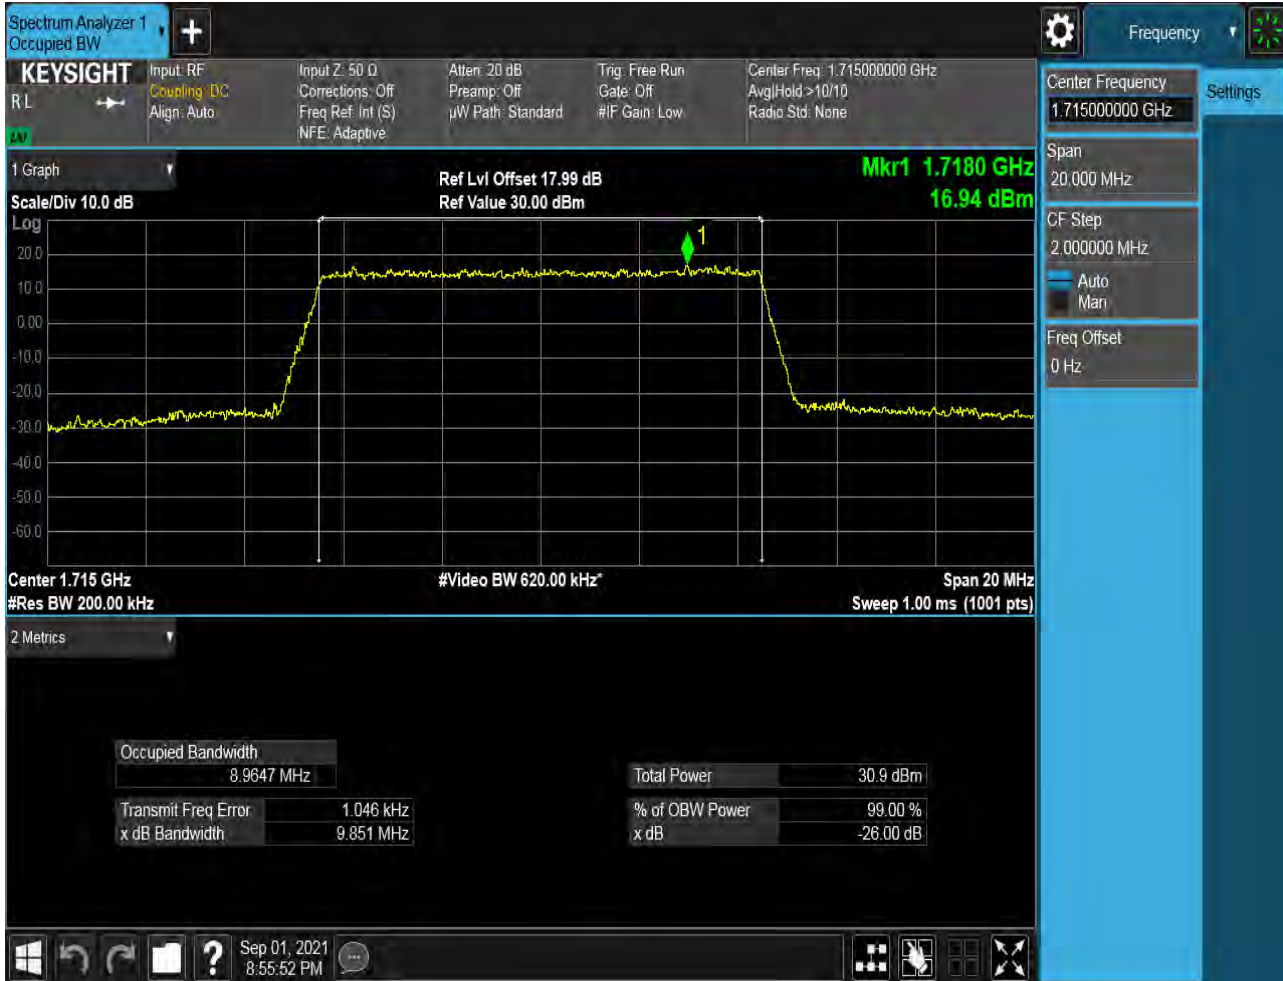 Spectrum Analyzer 1
Occupied BW
Frequency
KEYSIGHT
R L
LNI
Input: RF
Coupling: DC
Align: Auto
Input Z: 50 Ω
Corrections: Off
Freq Ref: Int (S)
NFE: Adaptive
Atten: 20 dB
Preamp: Off
µW Path: Standard
Trig: Free Run
Gate: Off
#IF Gain: Low
Center Freq: 1.715000000 GHz
Avg|Hold:>10/10
Radio Std: None
Center Frequency
1.715000000 GHz
Settings
Span
20.000 MHz
CF Step
2.000000 MHz
Auto
Man
Freq Offset
0 Hz
1 Graph
Scale/Div 10.0 dB
Log
Ref Lvl Offset 17.99 dB
Ref Value 30.00 dBm
Mkr1 1.7180 GHz
16.94 dBm
1
20.0
10.0
0.00
-10.0
-20.0
-30.0
-40.0
-50.0
-60.0
Center 1.715 GHz
#Video BW 620.00 kHz*
Span 20 MHz
#Res BW 200.00 kHz
Sweep 1.00 ms (1001 pts)
2 Metrics
Occupied Bandwidth
8.9647 MHz
Total Power 30.9 dBm
Transmit Freq Error 1.046 kHz
% of OBW Power 99.00 %
x dB Bandwidth 9.851 MHz
x dB -26.00 dB
?
Sep 01, 2021
8:55:52 PM